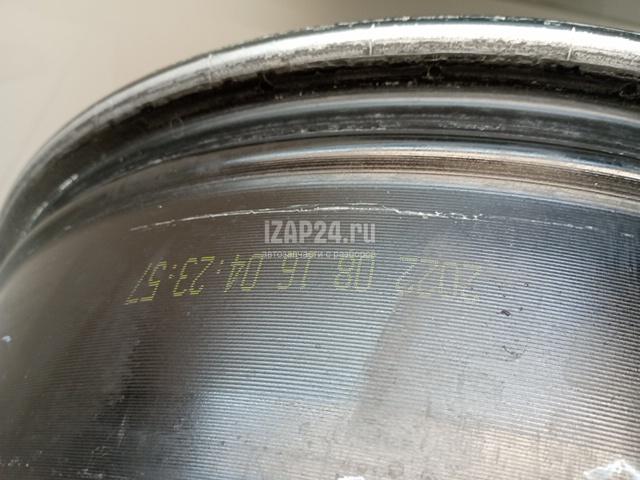 IZAP24.ru
автозапчасти с разборов
2022 08 16 04:23:57